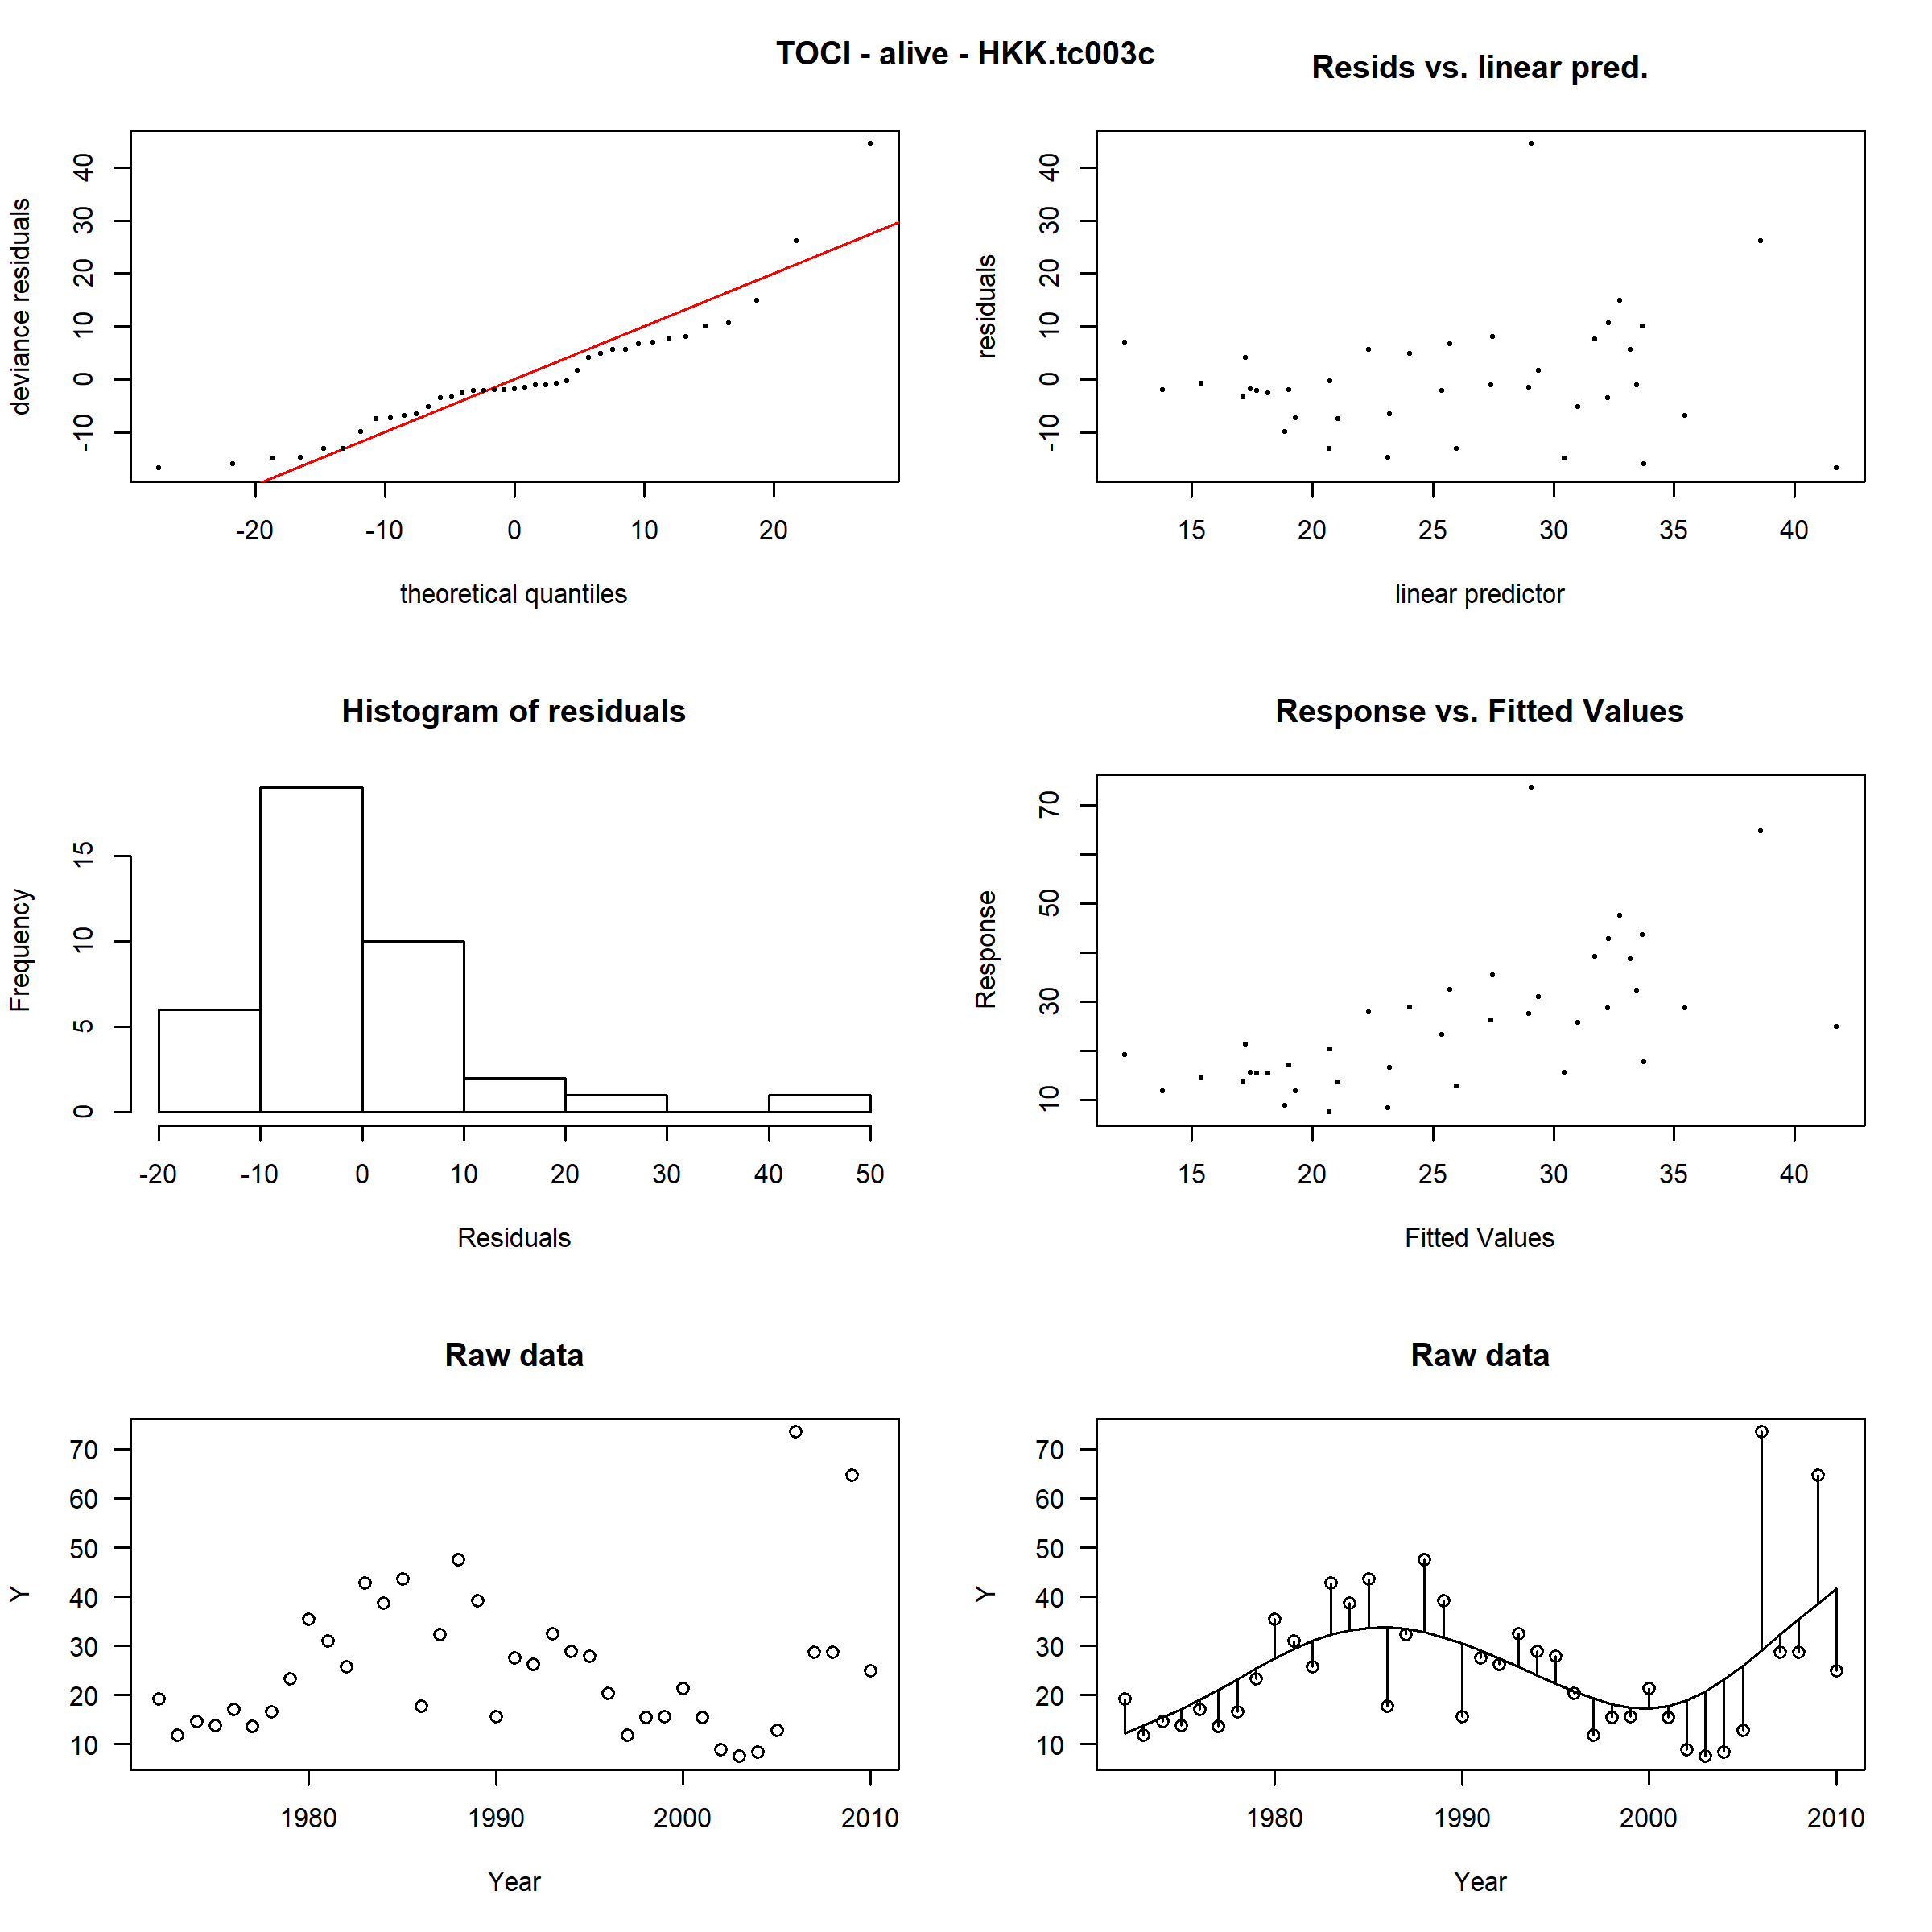 TOCI - alive - HKK.tc003c
deviance residuals
-10 0 10 20 30 40
-20 -10 0 10 20
theoretical quantiles
Resids vs. linear pred.
residuals
-10 0 10 20 30 40
15 20 25 30 35 40
linear predictor
Histogram of residuals
Frequency
0 5 10 15
-20 -10 0 10 20 30 40 50
Residuals
Response vs. Fitted Values
Response
10 30 50 70
15 20 25 30 35 40
Fitted Values
Raw data
Y
70
60
50
40
30
20
10
1980 1990 2000 2010
Year
Raw data
Y
70
60
50
40
30
20
10
1980 1990 2000 2010
Year